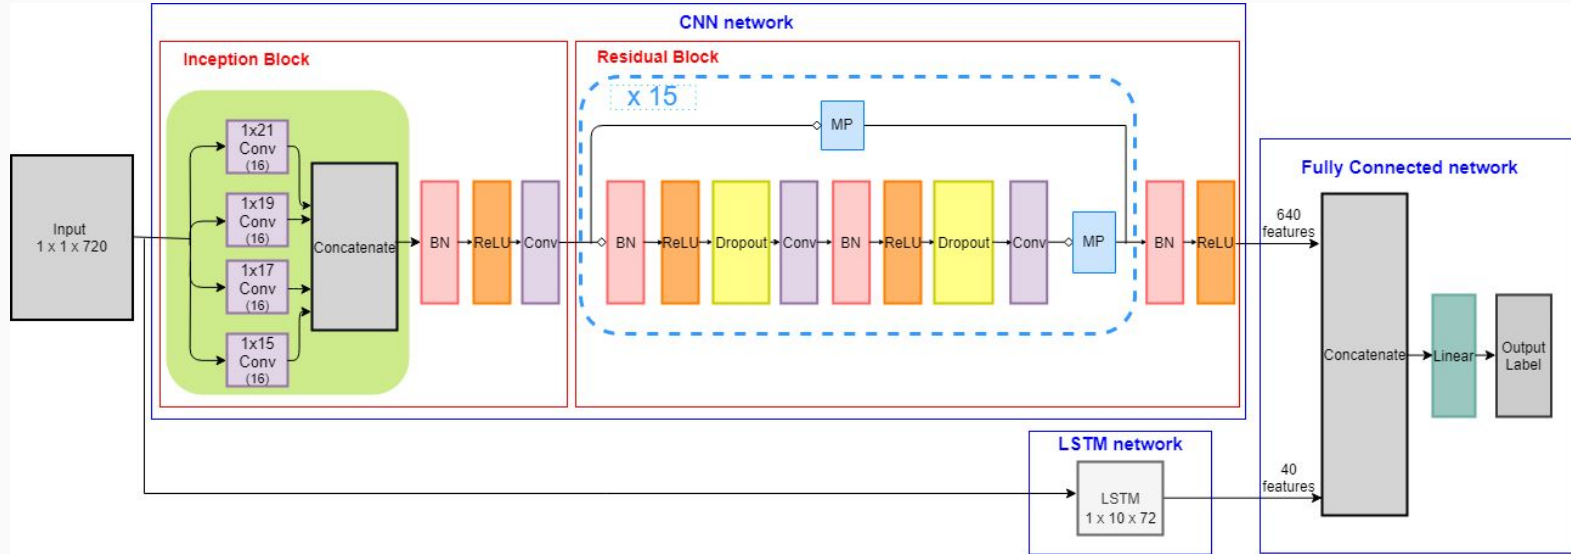 CNN network
Inception Block
Residual Block
x 15
Input
1 x 1 x 720
1x21
Conv
(16)
1x19
Conv
(16)
1x17
Conv
(16)
1x15
Conv
(16)
Concatenate
BN
ReLU
Conv
MP
BN
ReLU
Dropout
Conv
BN
ReLU
Dropout
Conv
MP
BN
ReLU
640
features
Fully Connected network
Concatenate
Linear
Output
Label
LSTM network
LSTM
1 x 10 x 72
40
features